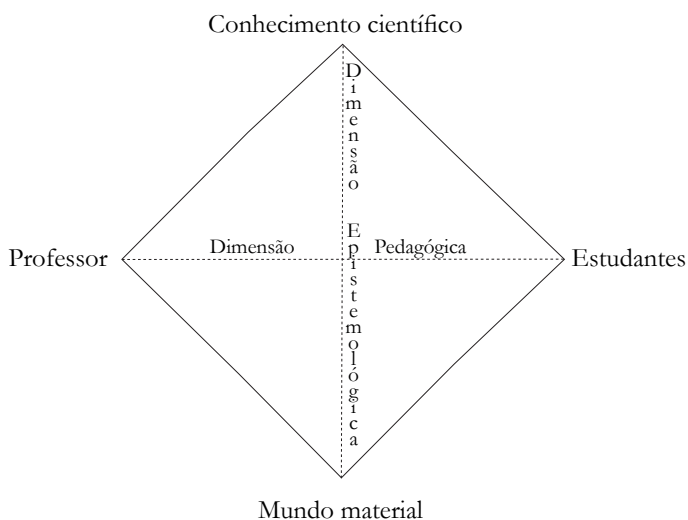 Conhecimento científico
Dimensão Epistemológica
Professor
Dimensão Pedagógica
Estudantes
Mundo material